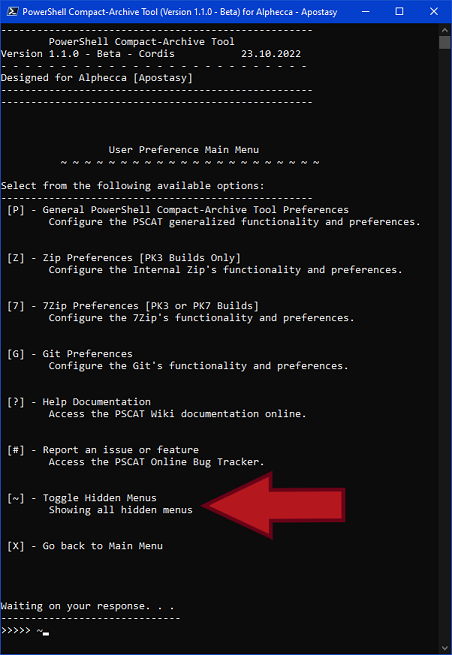 PowerShell Compact-Archive Tool (Version 1.1.0 - Beta) for Alphecca - Apostasy
----------------------------------------------------
PowerShell Compact-Archive Tool
Version 1.1.0 - Beta - Cordis 23.10.2022
- - - - - - - - - - - - - - - - - - - - - - - - - -
Designed for Alphecca [Apostasy]
----------------------------------------------------
----------------------------------------------------
User Preference Main Menu
~ ~ ~ ~ ~ ~ ~ ~ ~ ~ ~ ~ ~ ~ ~ ~ ~ ~ ~ ~ ~ ~
Select from the following available options:
----------------------------------------------------
[P] - General PowerShell Compact-Archive Tool Preferences
Configure the PSCAT generalized functionality and preferences.
[Z] - Zip Preferences [PK3 Builds Only]
Configure the Internal Zip's functionality and preferences.
[7] - 7Zip Preferences [PK3 or PK7 Builds]
Configure the 7Zip's functionality and preferences.
[G] - Git Preferences
Configure the Git's functionality and preferences.
[?] - Help Documentation
Access the PSCAT Wiki documentation online.
[#] - Report an issue or feature
Access the PSCAT Online Bug Tracker.
[~] - Toggle Hidden Menus
Showing all hidden menus
[X] - Go back to Main Menu
Waiting on your response. . .
------------------------------
>>>>> ~